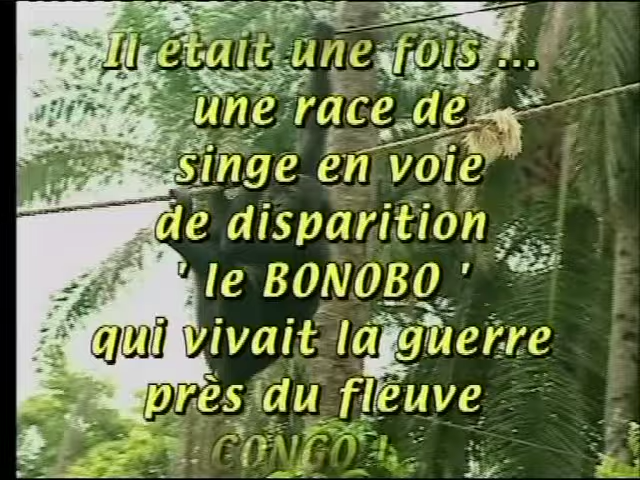 Il était une fois ...
une race de
singe en voie
de disparition
' le BONOBO '
qui vivait la guerre
près du fleuve
CONGO !